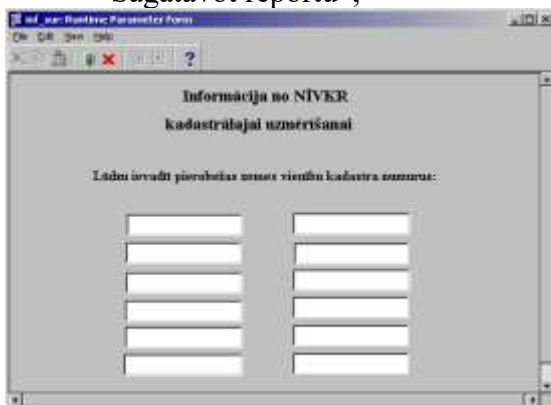 Sagatavot reportu",
inf_sur: Runtime Parameter Form
File Edit View Help
Informācija no NĪVKR
kadastrālajai uzmērīšanai
Lūdzu ievadīt pierobežas zemes vienību kadastra numurus: